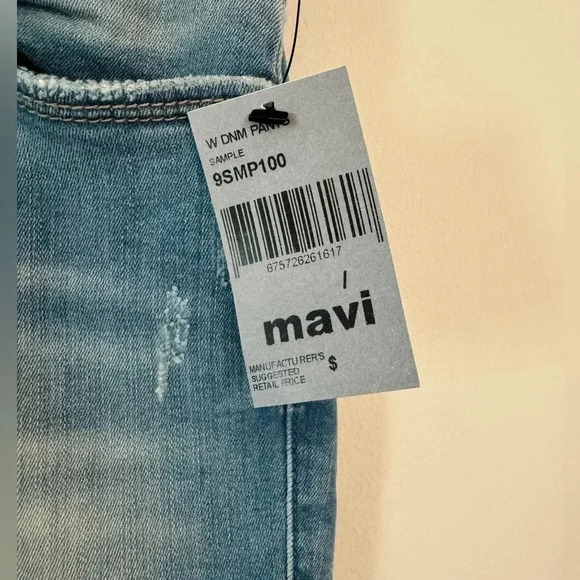 W DNM PANTS
SAMPLE
9SMP100
675726261617
mavi
MANUFACTURER'S
SUGGESTED
RETAIL PRICE
$